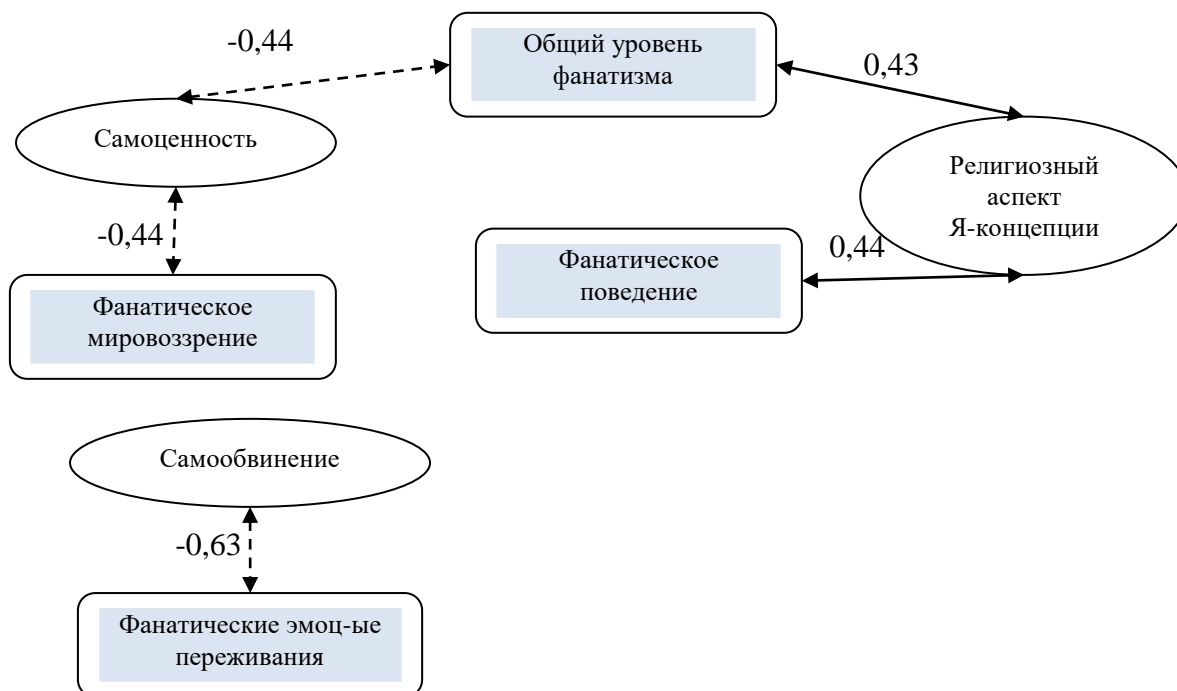 -0,44
Общий уровень
фанатизма
0,43
Самоценность
Религиозный
аспект
Я-концепции
-0,44
0,44
Фанатическое
поведение
Фанатическое
мировоззрение
Самообвинение
-0,63
Фанатические эмоц-ые
переживания